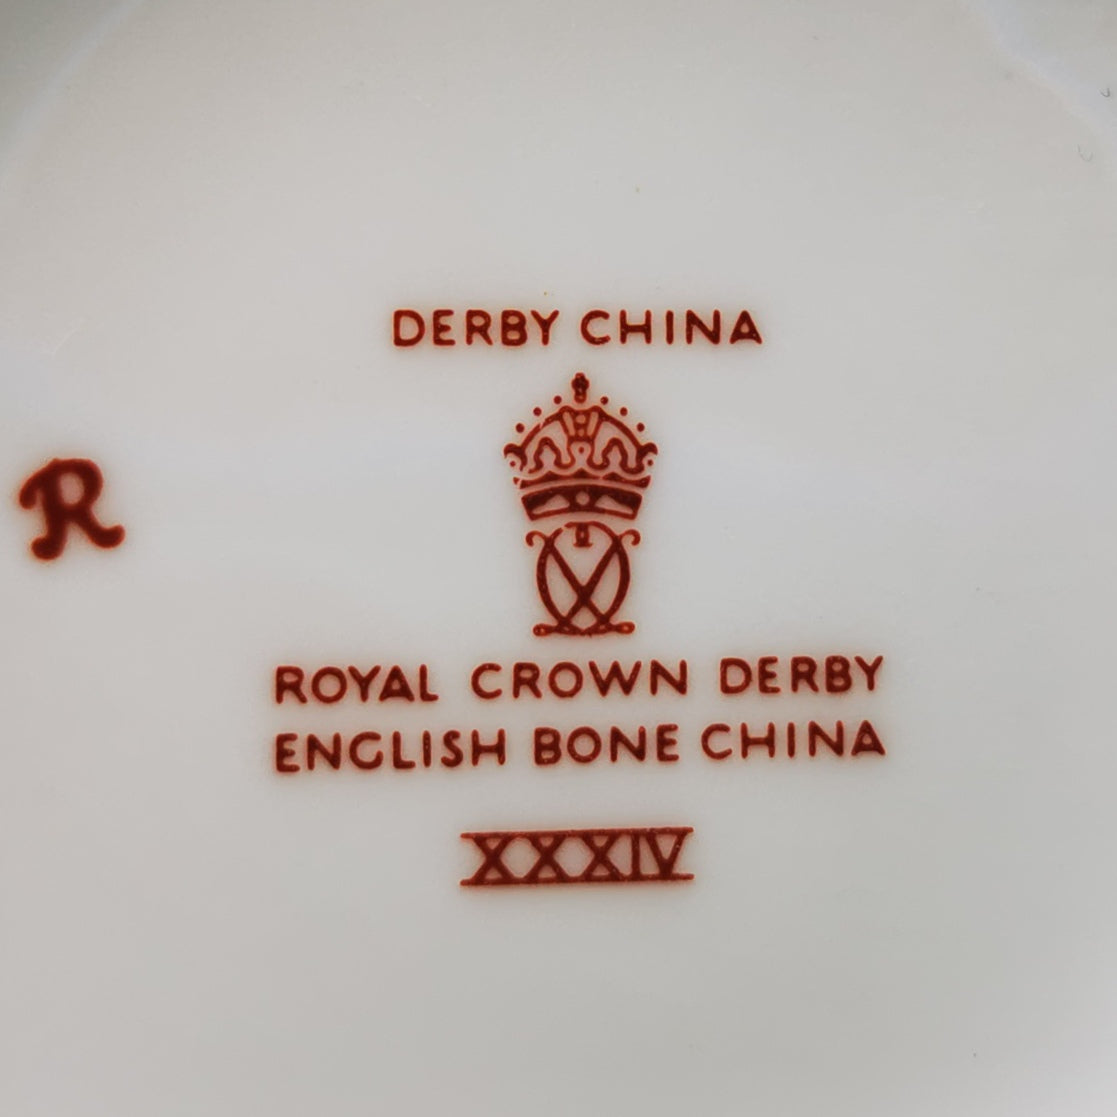 DERBY CHINA
R
ROYAL CROWN DERBY
ENGLISH BONE CHINA
XXXIV